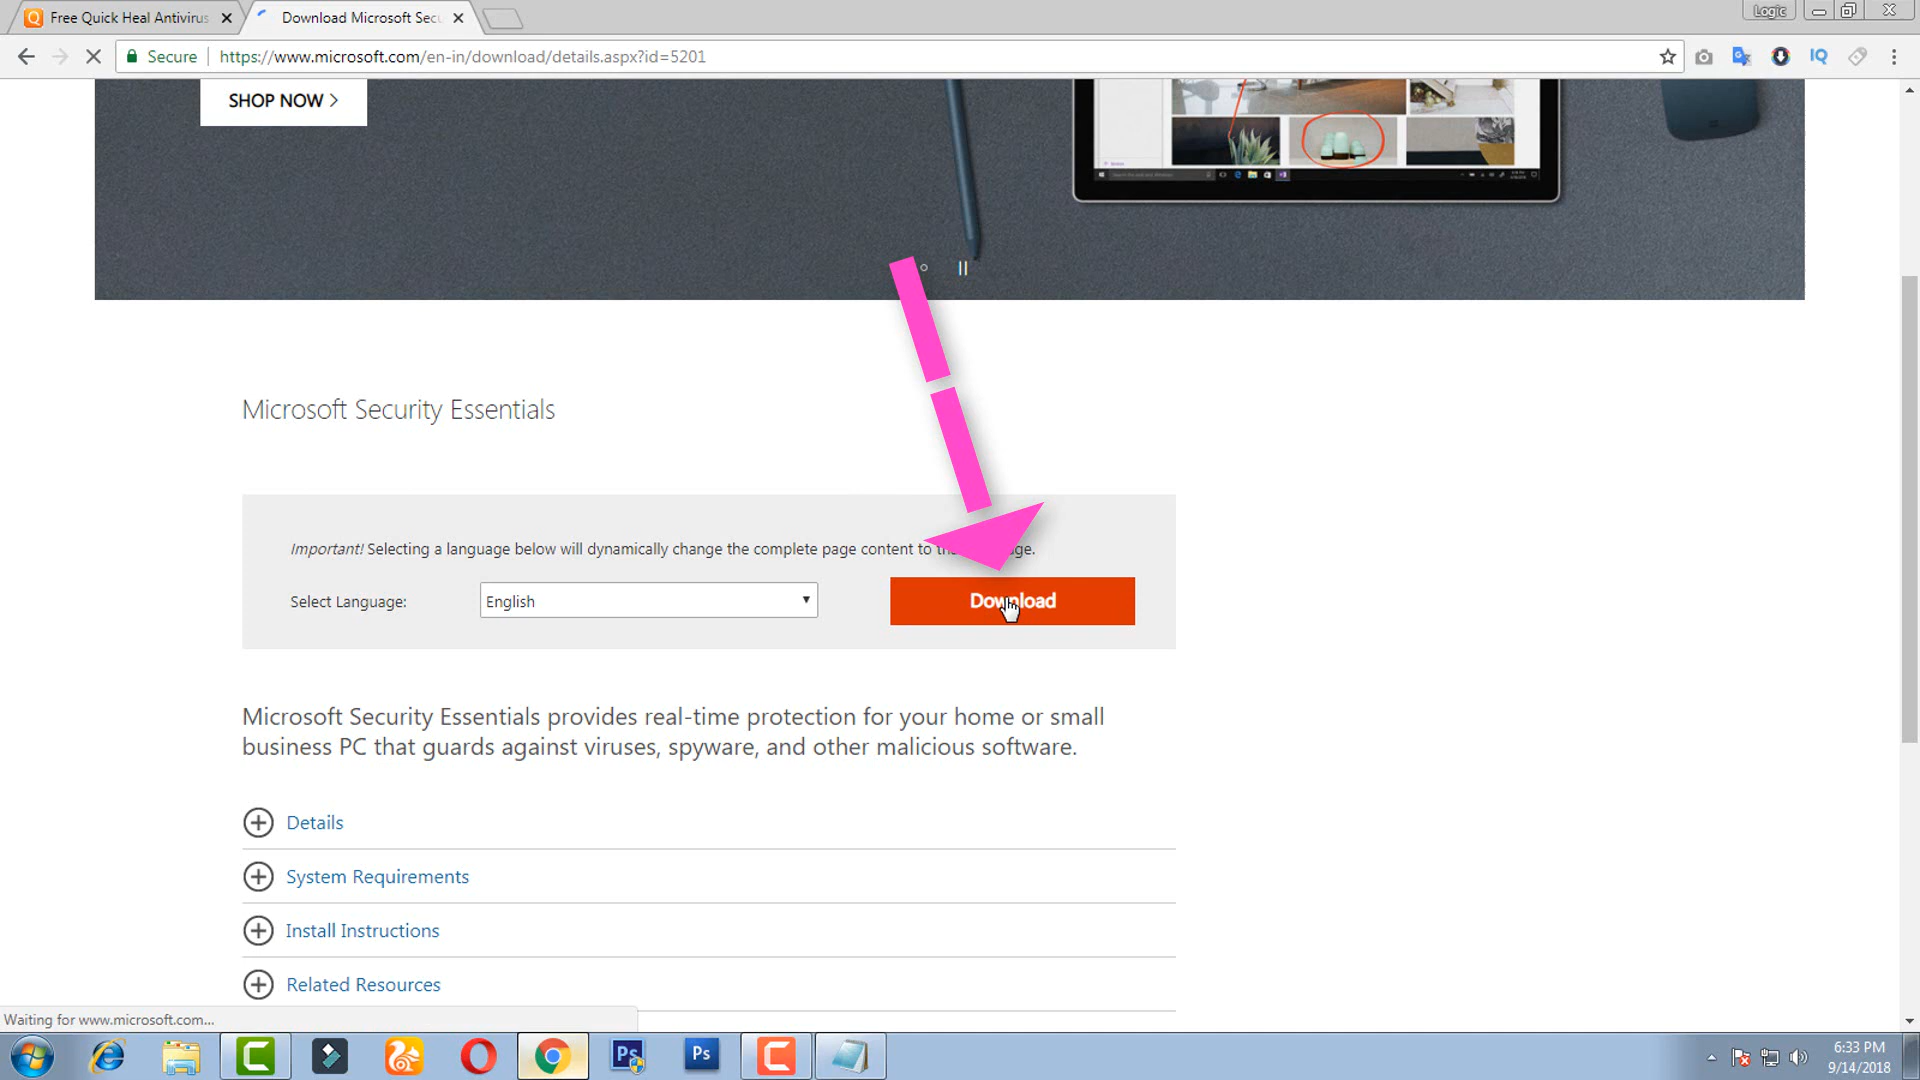 Free Quick Heal Antivirus
Download Microsoft Secu
Logic
Secure
https://www.microsoft.com/en-in/download/details.aspx?id=5201
IQ
SHOP NOW
Microsoft Security Essentials
Important! Selecting a language below will dynamically change the complete page content to
Select Language:
English
Download
Microsoft Security Essentials provides real-time protection for your home or small
business PC that guards against viruses, spyware, and other malicious software.
Details
System Requirements
Install Instructions
Related Resources
Waiting for www.microsoft.com...
Ps
Ps
6:33 PM
9/14/2018